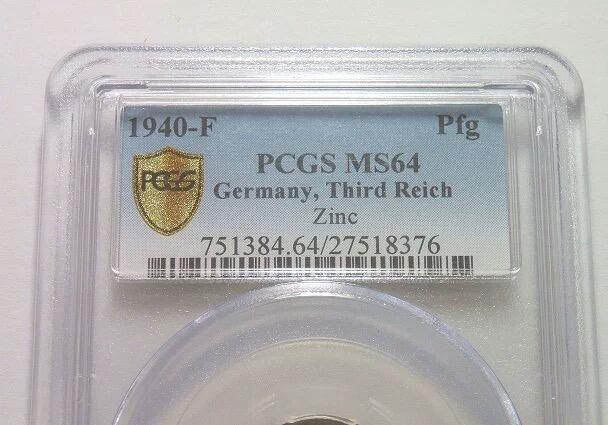 1940-F Pfg
PCGS
PCGS MS64
Germany, Third Reich
Zinc
751384.64/27518376